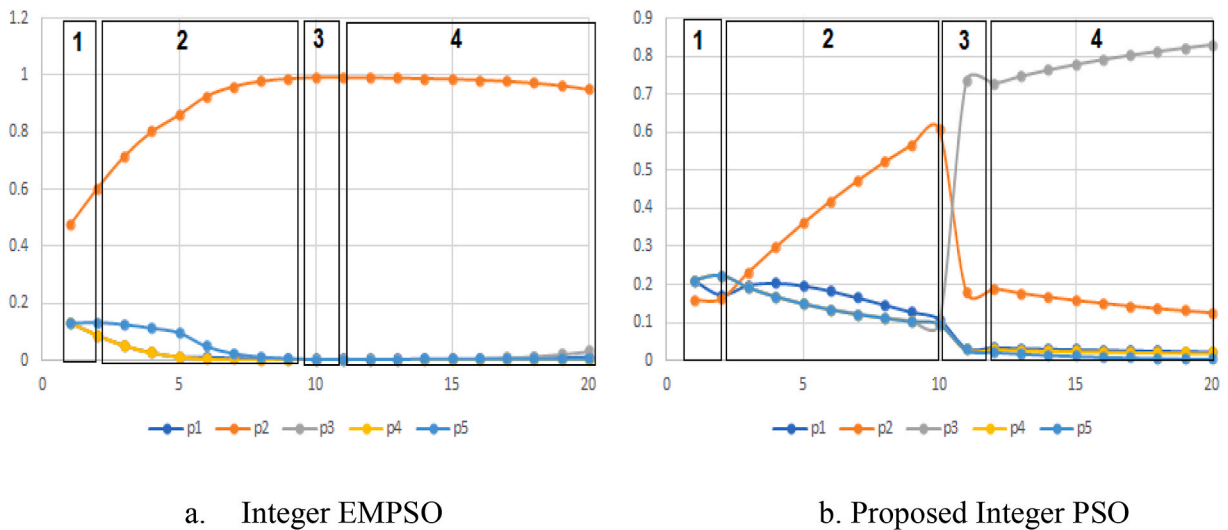 1.2
1
0.8
0.6
0.4
0.2
0
0 5 10 15 20
1 2 3 4
p1 p2 p3 p4 p5
a. Integer EMPSO
0.9
0.8
0.7
0.6
0.5
0.4
0.3
0.2
0.1
0
0 5 10 15 20
1 2 3 4
p1 p2 p3 p4 p5
b. Proposed Integer PSO